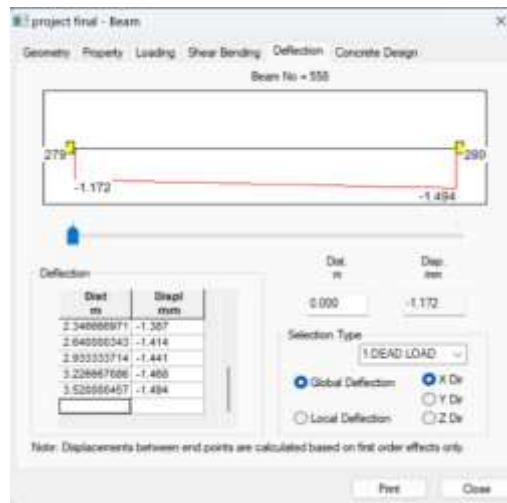 project final - Beam
Geometry Property Loading Shear Bending Deflection Concrete Design
Beam No = 558
279
280
-1.172
-1.494
Dist. m
Disp. mm
0.000
-1.172
Deflection
Dist m
Displ mm
2.346666971 -1.387
2.640000343 -1.414
2.933333714 -1.441
3.226667086 -1.468
3.520000457 -1.494
Selection Type
1:DEAD LOAD
Global Deflection
X Dir
Y Dir
Local Deflection
Z Dir
Note: Displacements between end points are calculated based on first order effects only.
Print Close